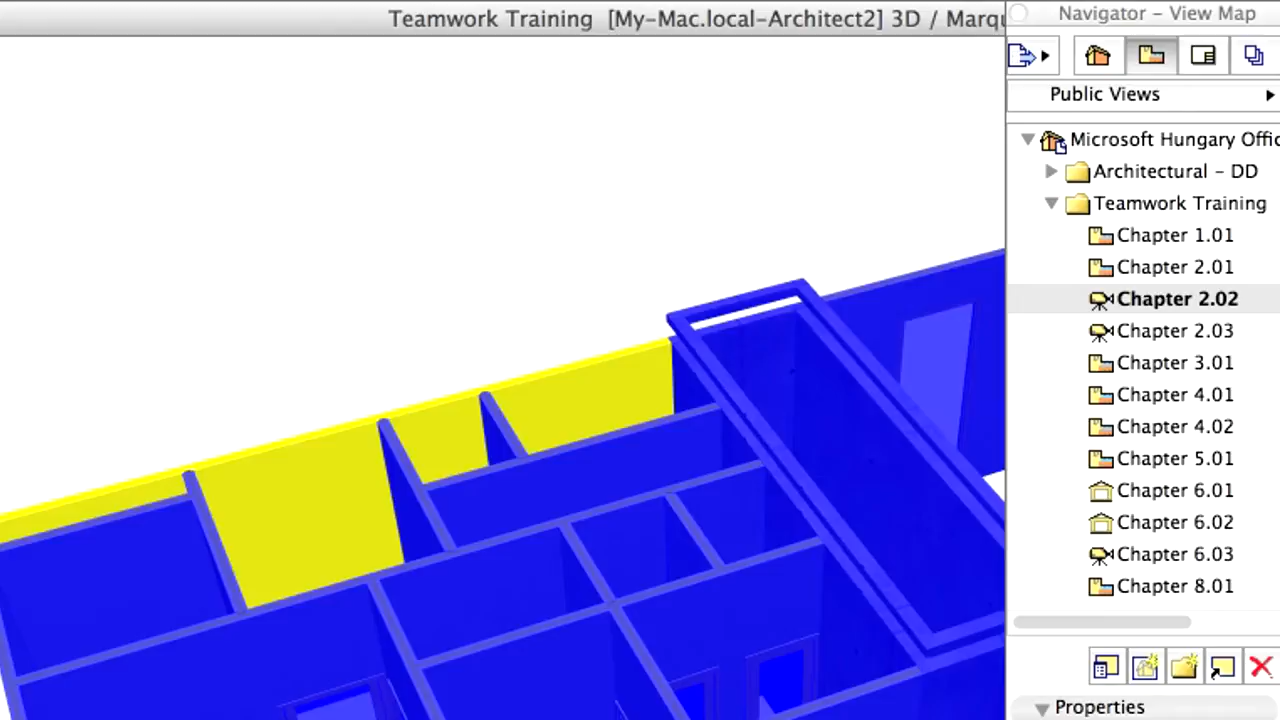 Teamwork Training [My-Mac.local-Architect2] 3D /
Navigator - View Map
Public Views
Microsoft Hungary
Architectural - DD
Teamwork Training
Chapter 1.01
Chapter 2.01
Chapter 2.02
Chapter 2.03
Chapter 3.01
Chapter 4.01
Chapter 4.02
Chapter 5.01
Chapter 6.01
Chapter 6.02
Chapter 6.03
Chapter 8.01
Properties